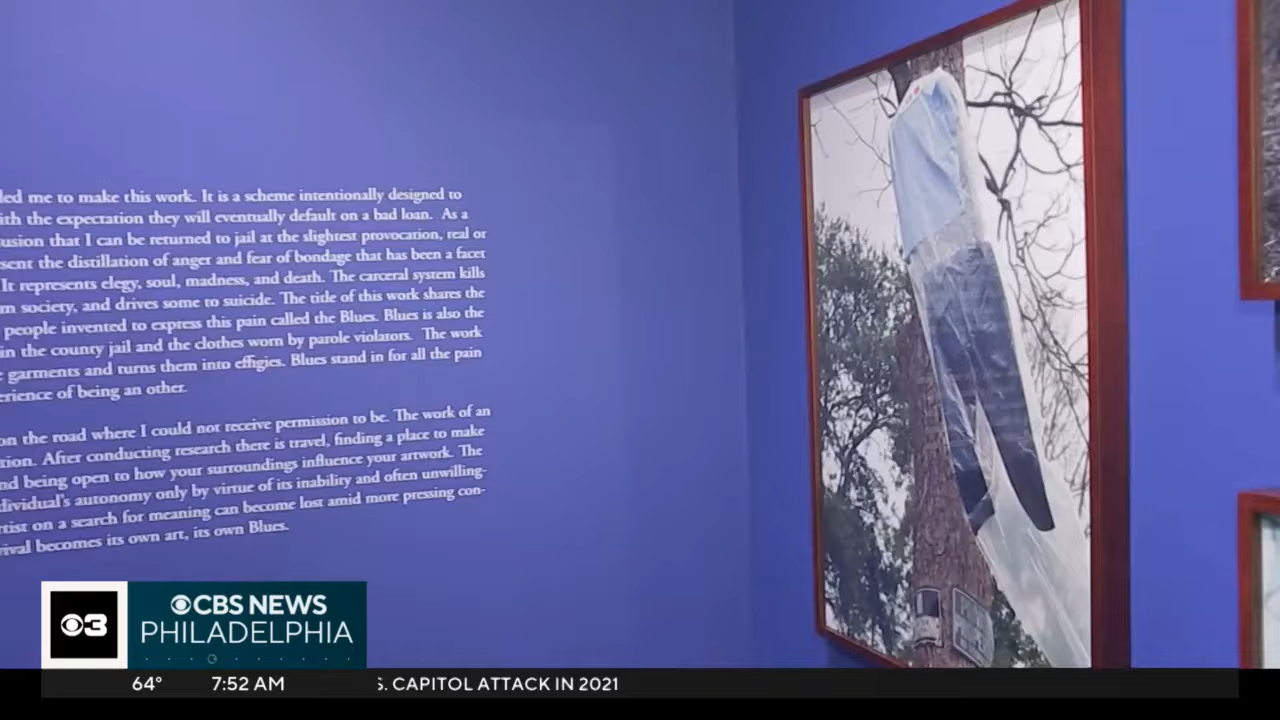 led me to make this work. It is a scheme intentionally designed to
ith the expectation they will eventually default on a bad loan. As a
usion that I can be returned to jail at the slightest provocation, real or
sent the distillation of anger and fear of bondage that has been a facet
It represents elegy, soul, madness, and death. The carceral system kills
m society, and drives some to suicide. The title of this work shares the
people invented to express this pain called the Blues. Blues is also the
in the county jail and the clothes worn by parole violators. The work
garments and turns them into effigies. Blues stand in for all the pain
erience of being an other.
on the road where I could not receive permission to be. The work of an
tion. After conducting research there is travel, finding a place to make
nd being open to how your surroundings influence your artwork. The
dividual's autonomy only by virtue of its inability and often unwilling-
rtist on a search for meaning can become lost amid more pressing con-
vival becomes its own art, its own Blues.
3
CBS NEWS
PHILADELPHIA
64° 7:52 AM S. CAPITOL ATTACK IN 2021